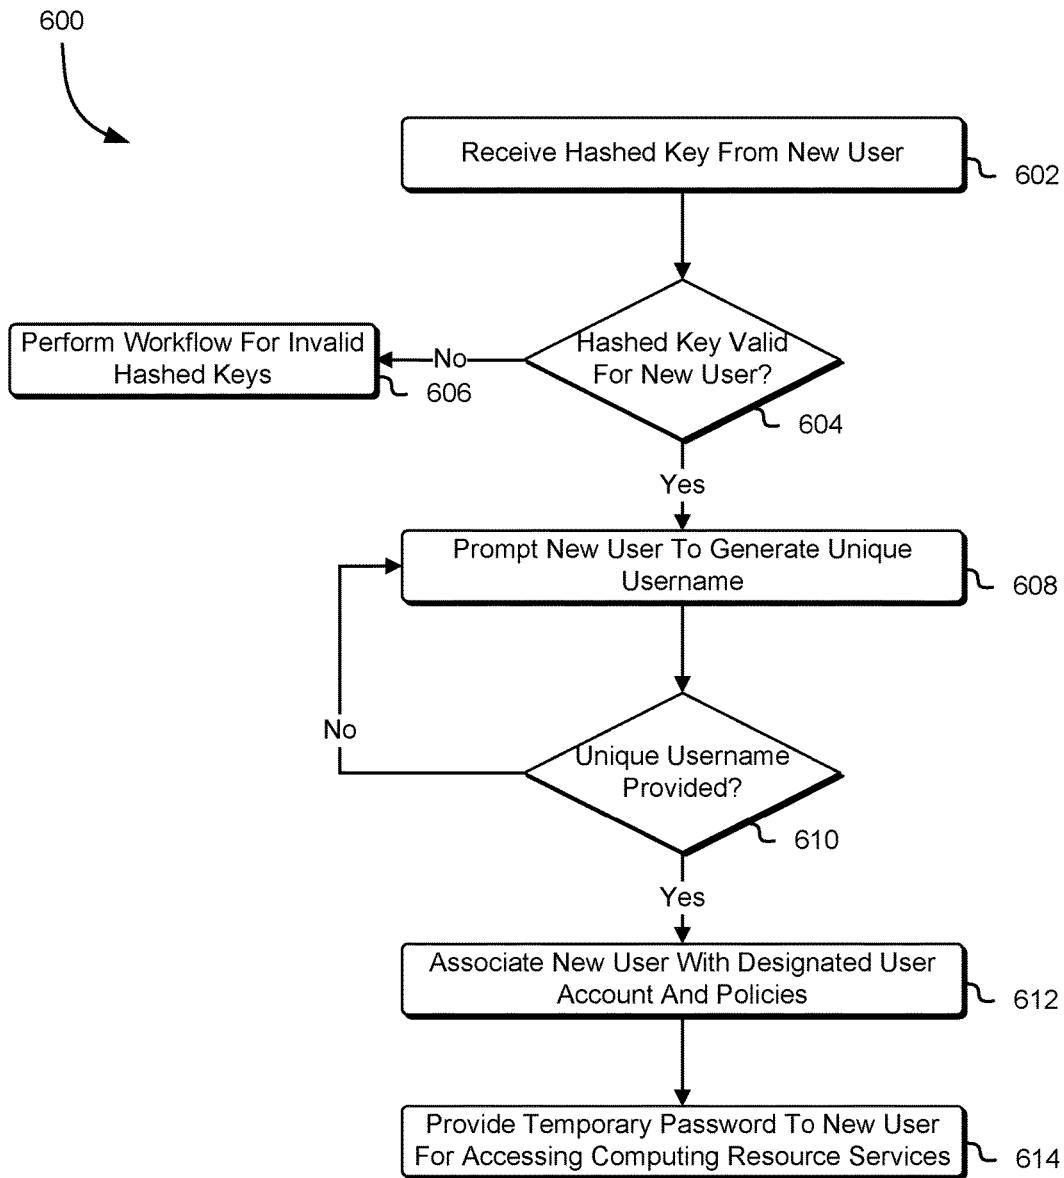 600
Receive Hashed Key From New User
602
Hashed Key Valid
For New User?
604
No
Perform Workflow For Invalid
Hashed Keys
606
Yes
Prompt New User To Generate Unique
Username
608
No
Unique Username
Provided?
610
Yes
Associate New User With Designated User
Account And Policies
612
Provide Temporary Password To New User
For Accessing Computing Resource Services
614